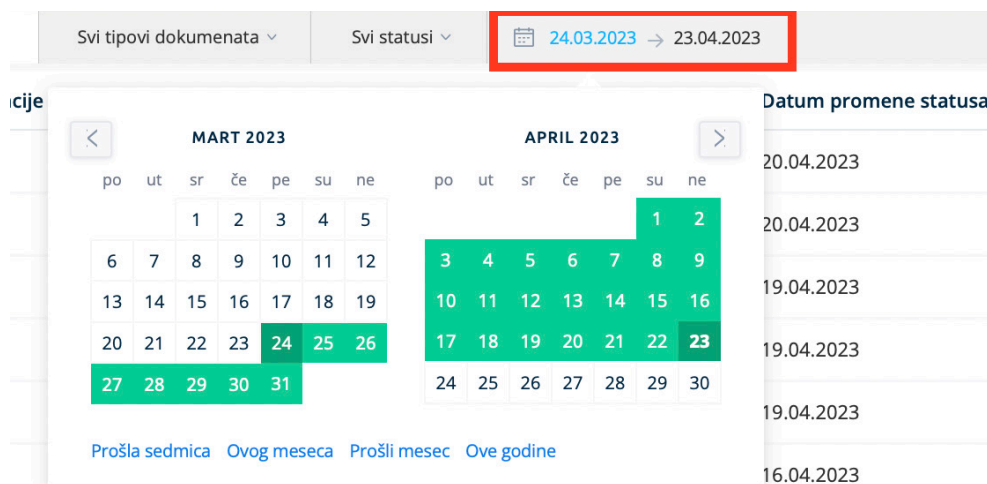 Svi tipovi dokumenata Svi statusi 24.03.2023 → 23.04.2023
cije Datum promene statusa
MART 2023 APRIL 2023
20.04.2023
po ut sr če pe su ne po ut sr če pe su ne
1 2 3 4 5 1 2
20.04.2023
6 7 8 9 10 11 12 3 4 5 6 7 8 9
19.04.2023
13 14 15 16 17 18 19 10 11 12 13 14 15 16
20 21 22 23 24 25 26 17 18 19 20 21 22 23
19.04.2023
27 28 29 30 31 24 25 26 27 28 29 30
19.04.2023
Prošla sedmica Ovog meseca Prošli mesec Ove godine
16.04.2023